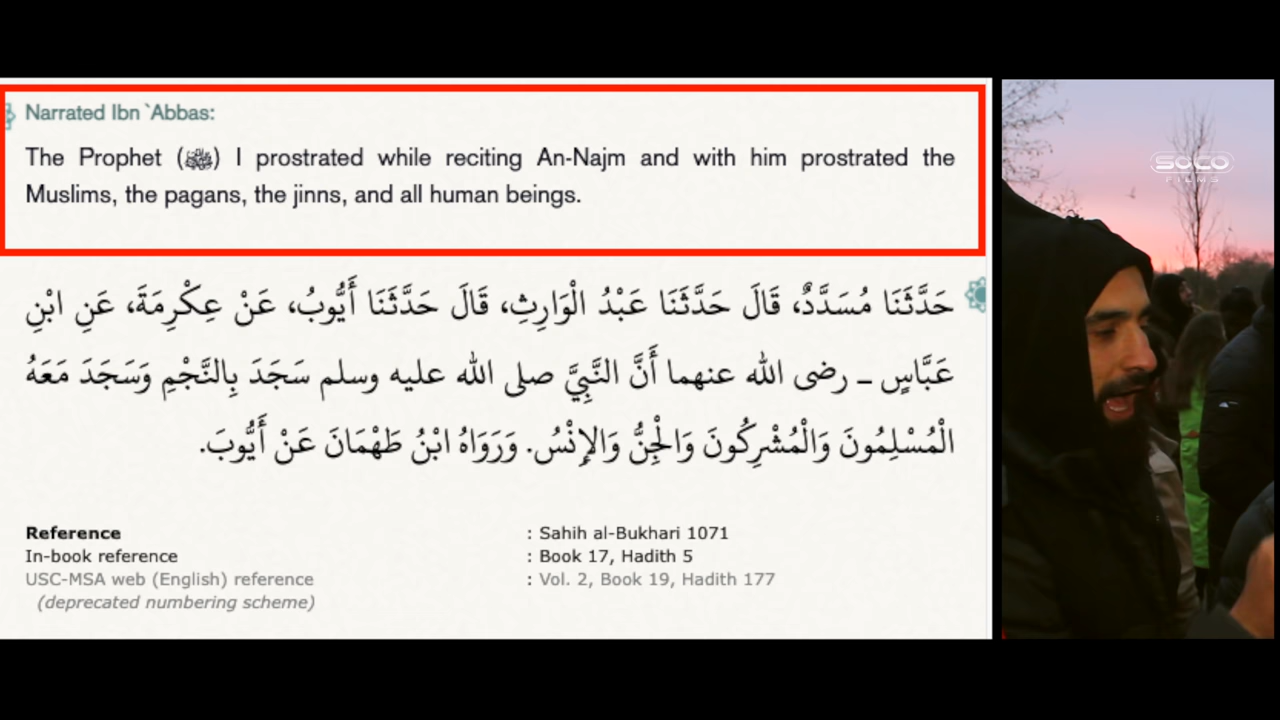 Narrated Ibn `Abbas:
The Prophet (ﷺ) I prostrated while reciting An-Najm and with him prostrated the
Muslims, the pagans, the jinns, and all human beings.
حَدَّثَنَا مُسَدَّدٌ، قَالَ حَدَّثَنَا عَبْدُ الْوَارِثِ، قَالَ حَدَّثَنَا أَيُّوبُ، عَنْ عِكْرِمَةَ، عَنِ ابْنِ
عَبَّاسٍ ـ رضى الله عنهما أَنَّ النَّبِيَّ صلى الله عليه وسلم سَجَدَ بِالنَّجْمِ وَسَجَدَ مَعَهُ
الْمُسْلِمُونَ وَالْمُشْرِكُونَ وَالْجِنُّ وَالإِنْسُ‏.‏ وَرَوَاهُ ابْنُ طَهْمَانَ عَنْ أَيُّوبَ‏.‏
Reference : Sahih al-Bukhari 1071
In-book reference : Book 17, Hadith 5
USC-MSA web (English) reference : Vol. 2, Book 19, Hadith 177
(deprecated numbering scheme)
SOCO
FILMS